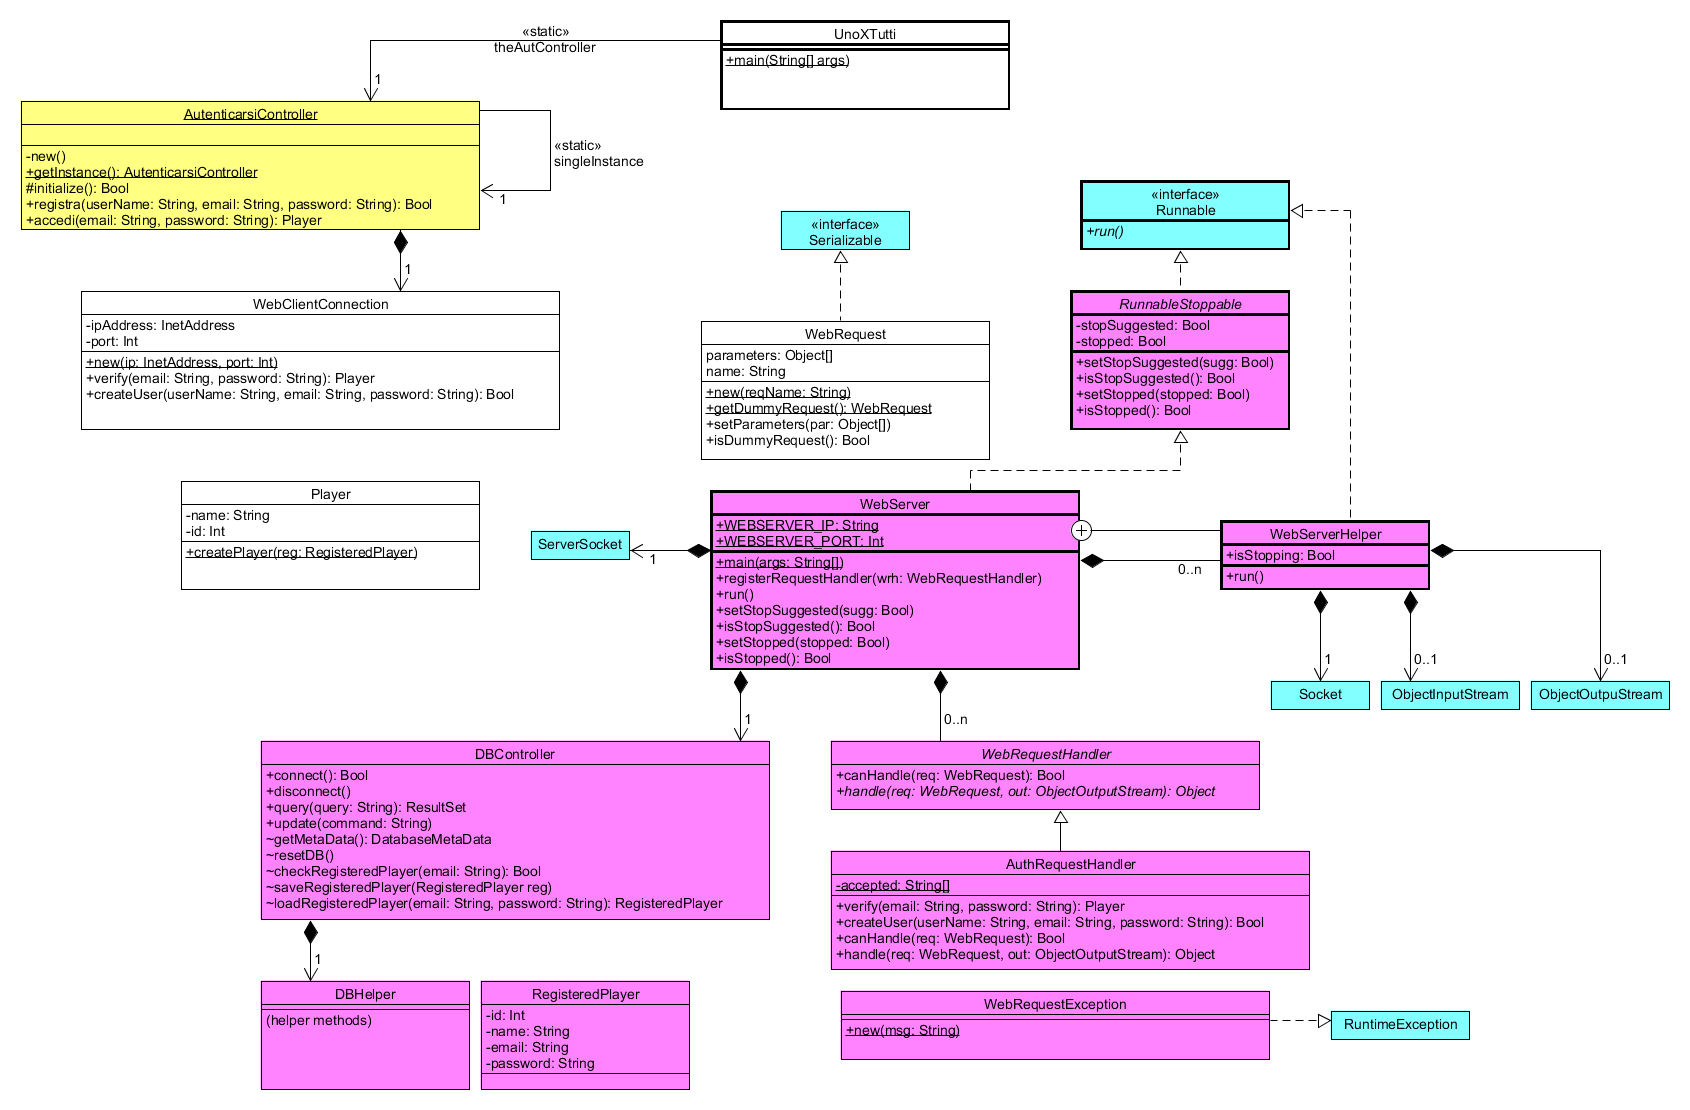 «static»
theAutController
1
UnoXTutti
+main(String[] args)
AutenticarsiController
-new()
+getInstance(): AutenticarsiController
#initialize(): Bool
+registra(userName: String, email: String, password: String): Bool
+accedi(email: String, password: String): Player
«static»
singleInstance
1
1
WebClientConnection
-ipAddress: InetAddress
-port: Int
+new(ip: InetAddress, port: Int)
+verify(email: String, password: String): Player
+createUser(userName: String, email: String, password: String): Bool
«interface»
Serializable
«interface»
Runnable
+run()
WebRequest
parameters: Object[]
name: String
+new(reqName: String)
+getDummyRequest(): WebRequest
+setParameters(par: Object[])
+isDummyRequest(): Bool
RunnableStoppable
-stopSuggested: Bool
-stopped: Bool
+setStopSuggested(sugg: Bool)
+isStopSuggested(): Bool
+setStopped(stopped: Bool)
+isStopped(): Bool
Player
-name: String
-id: Int
+createPlayer(reg: RegisteredPlayer)
ServerSocket
1
WebServer
+WEBSERVER_IP: String
+WEBSERVER_PORT: Int
+main(args: String[])
+registerRequestHandler(wrh: WebRequestHandler)
+run()
+setStopSuggested(sugg: Bool)
+isStopSuggested(): Bool
+setStopped(stopped: Bool)
+isStopped(): Bool
+
0..n
WebServerHelper
+isStopping: Bool
+run()
1
0..1
0..1
Socket
ObjectInputStream
ObjectOutpuStream
1
0..n
DBController
+connect(): Bool
+disconnect()
+query(query: String): ResultSet
+update(command: String)
~getMetaData(): DatabaseMetaData
~resetDB()
~checkRegisteredPlayer(email: String): Bool
~saveRegisteredPlayer(RegisteredPlayer reg)
~loadRegisteredPlayer(email: String, password: String): RegisteredPlayer
WebRequestHandler
+canHandle(req: WebRequest): Bool
+handle(req: WebRequest, out: ObjectOutputStream): Object
AuthRequestHandler
-accepted: String[]
+verify(email: String, password: String): Player
+createUser(userName: String, email: String, password: String): Bool
+canHandle(req: WebRequest): Bool
+handle(req: WebRequest, out: ObjectOutputStream): Object
1
DBHelper
(helper methods)
RegisteredPlayer
-id: Int
-name: String
-email: String
-password: String
WebRequestException
+new(msg: String)
RuntimeException